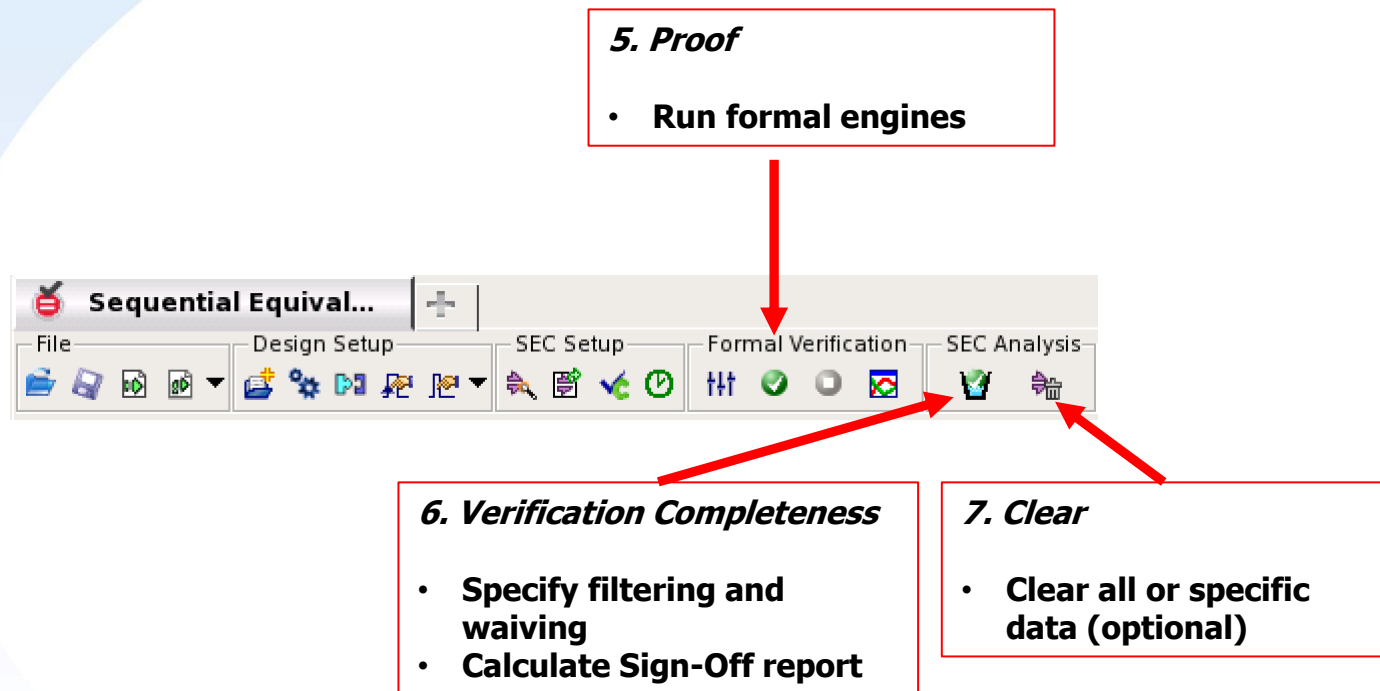 5. Proof
• Run formal engines
Sequential Equival...
File
Design Setup
SEC Setup
Formal Verification
SEC Analysis
6. Verification Completeness
• Specify filtering and
waiving
• Calculate Sign-Off report
7. Clear
• Clear all or specific
data (optional)